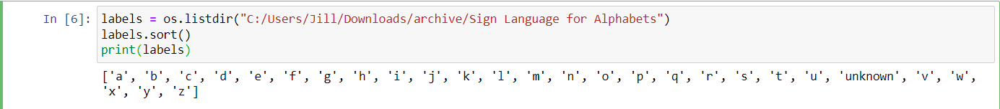 In [6]: labels = os.listdir("C:/Users/Jill/Downloads/archive/Sign Language for Alphabets")
labels.sort()
print(labels)
['a', 'b', 'c', 'd', 'e', 'f', 'g', 'h', 'i', 'j', 'k', 'l', 'm', 'n', 'o', 'p', 'q', 'r', 's', 't', 'u', 'unknown', 'v', 'w',
'x', 'y', 'z']